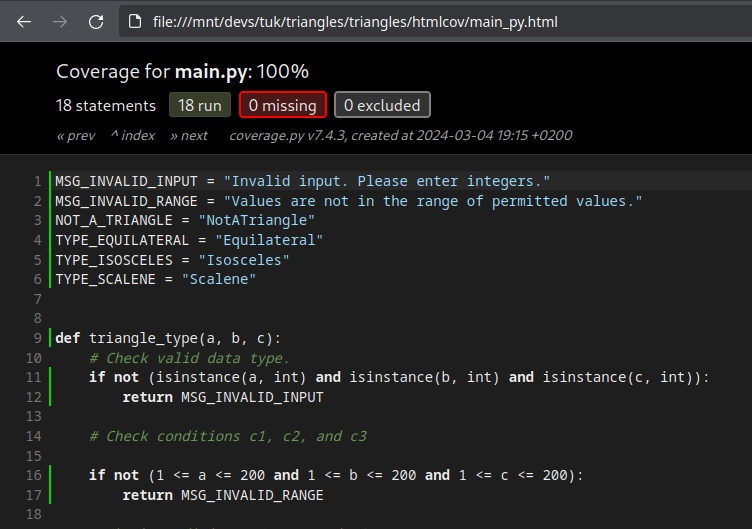 file:///mnt/devs/tuk/triangles/triangles/htmlcov/main_py.html
Coverage for main.py: 100%
18 statements 18 run 0 missing 0 excluded
« prev ^ index » next coverage.py v7.4.3, created at 2024-03-04 19:15 +0200
1 MSG_INVALID_INPUT = "Invalid input. Please enter integers."
2 MSG_INVALID_RANGE = "Values are not in the range of permitted values."
3 NOT_A_TRIANGLE = "NotATriangle"
4 TYPE_EQUILATERAL = "Equilateral"
5 TYPE_ISOSCELES = "Isosceles"
6 TYPE_SCALENE = "Scalene"
7
8
9 def triangle_type(a, b, c):
10 # Check valid data type.
11 if not (isinstance(a, int) and isinstance(b, int) and isinstance(c, int)):
12 return MSG_INVALID_INPUT
13
14 # Check conditions c1, c2, and c3
15
16 if not (1 <= a <= 200 and 1 <= b <= 200 and 1 <= c <= 200):
17 return MSG_INVALID_RANGE
18